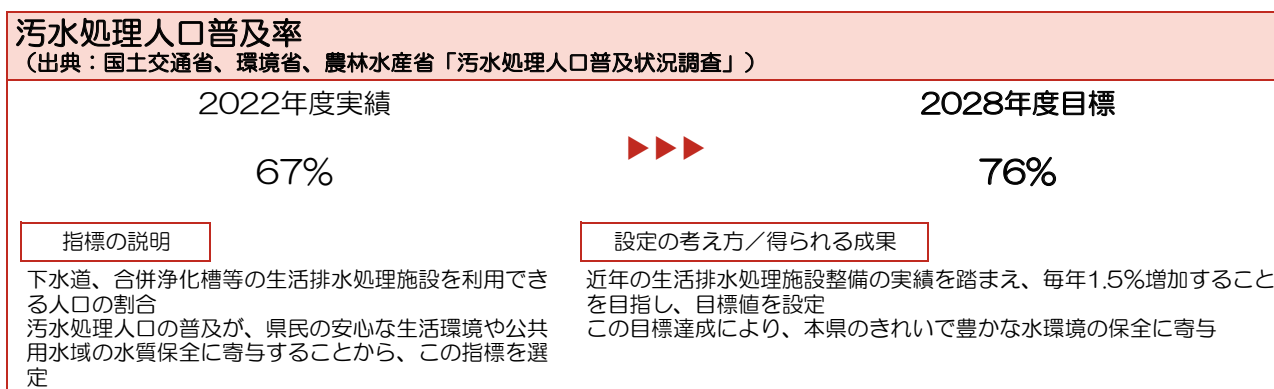 汚水処理人口普及率
（出典：国土交通省、環境省、農林水産省「汚水処理人口普及状況調査」）
2022年度実績
2028年度目標
67%
▶▶▶
76%
指標の説明
下水道、合併浄化槽等の生活排水処理施設を利用でき
る人口の割合
汚水処理人口の普及が、県民の安心な生活環境や公共
用水域の水質保全に寄与することから、この指標を選
定
設定の考え方／得られる成果
近年の生活排水処理施設整備の実績を踏まえ、毎年1.5%増加すること
を目指し、目標値を設定
この目標達成により、本県のきれいで豊かな水環境の保全に寄与